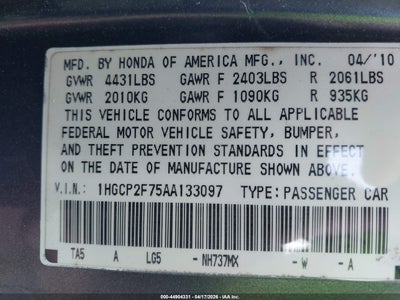 MFD. BY HONDA OF AMERICA MFG., INC. 04/'10
GVWR 4431LBS GAWR F 2403LBS R 2061LBS
GVWR 2010KG GAWR F 1090KG R 935KG
THIS VEHICLE CONFORMS TO ALL APPLICABLE
FEDERAL MOTOR VEHICLE SAFETY, BUMPER,
AND THEFT PREVENTION STANDARDS IN EFFECT
ON THE DATE OF MANUFACTURE SHOWN ABOVE.
V.I.N.: 1HGCP2F75AA133097 TYPE: PASSENGER CAR
TA5 A LG5 - NH737MX - W - A
000-44904331 - 04/17/2026 - IAAI